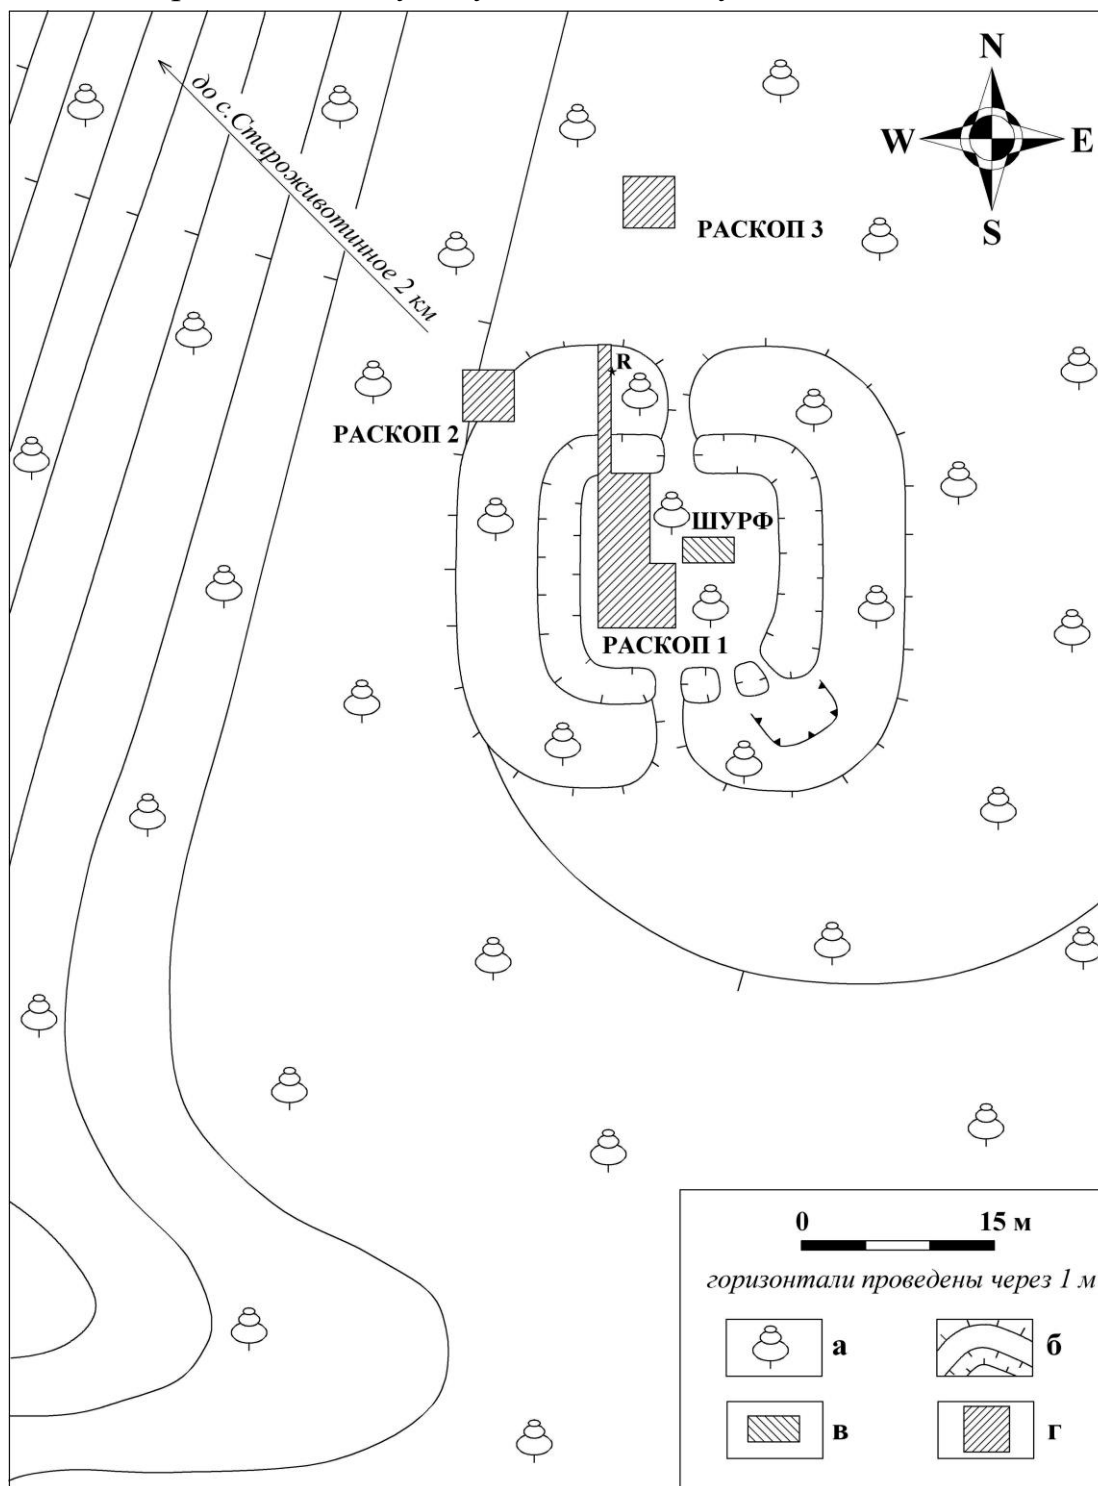 N
W E
S
до с.Староживотинное 2 км
РАСКОП 3
R
РАСКОП 2
ШУРФ
РАСКОП 1
0 15 м
горизонтали проведены через 1 м
а б
в г